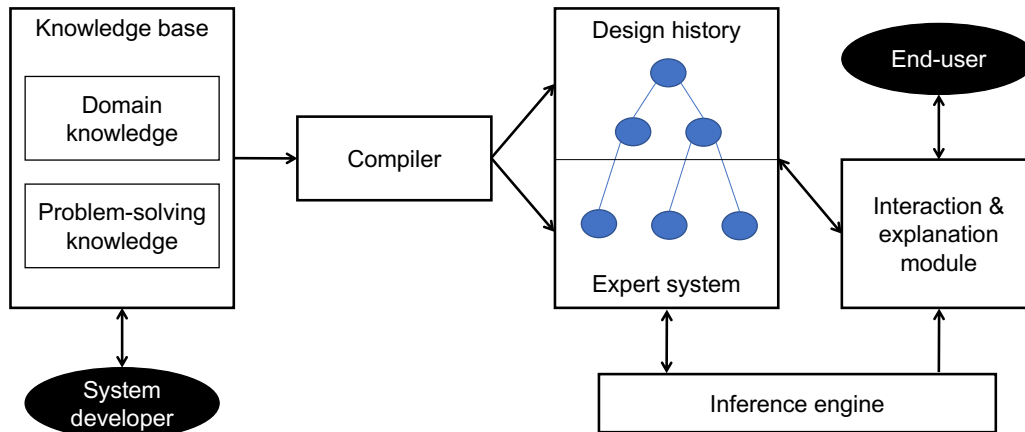 Knowledge base
Domain
knowledge
Problem-solving
knowledge
System
developer
Compiler
Design history
Expert system
End-user
Interaction &
explanation
module
Inference engine